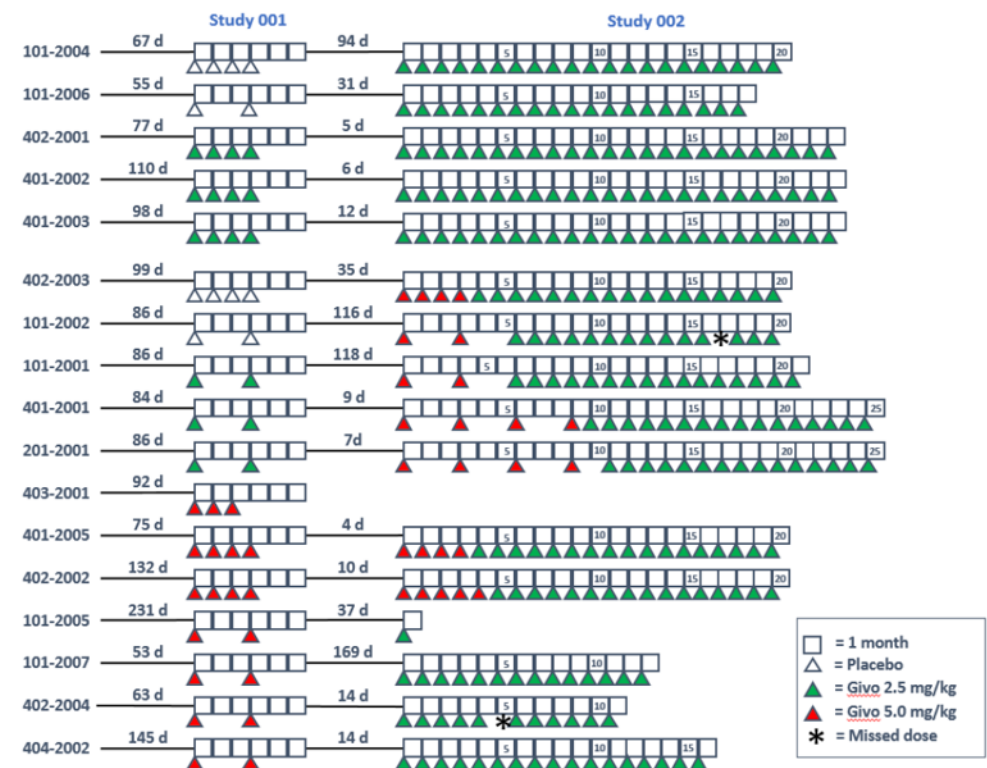 Study 001 Study 002
101-2004 67 d 94 d 5 10 15 20
101-2006 55 d 31 d 5 10 15
402-2001 77 d 5 d 5 10 15 20
401-2002 110 d 6 d 5 10 15 20
401-2003 98 d 12 d 5 10 15 20
402-2003 99 d 35 d 5 10 15 20
101-2002 86 d 116 d 5 10 15 20
101-2001 86 d 118 d 5 10 15 20
401-2001 84 d 9 d 5 10 15 20 25
201-2001 86 d 7d 5 10 15 20 25
403-2001 92 d
401-2005 75 d 4 d 5 10 15 20
402-2002 132 d 10 d 5 10 15 20
101-2005 231 d 37 d
101-2007 53 d 169 d 5 10
402-2004 63 d 14 d 5 10
404-2002 145 d 14 d 5 10 15
= 1 month
= Placebo
= Givo 2.5 mg/kg
= Givo 5.0 mg/kg
= Missed dose